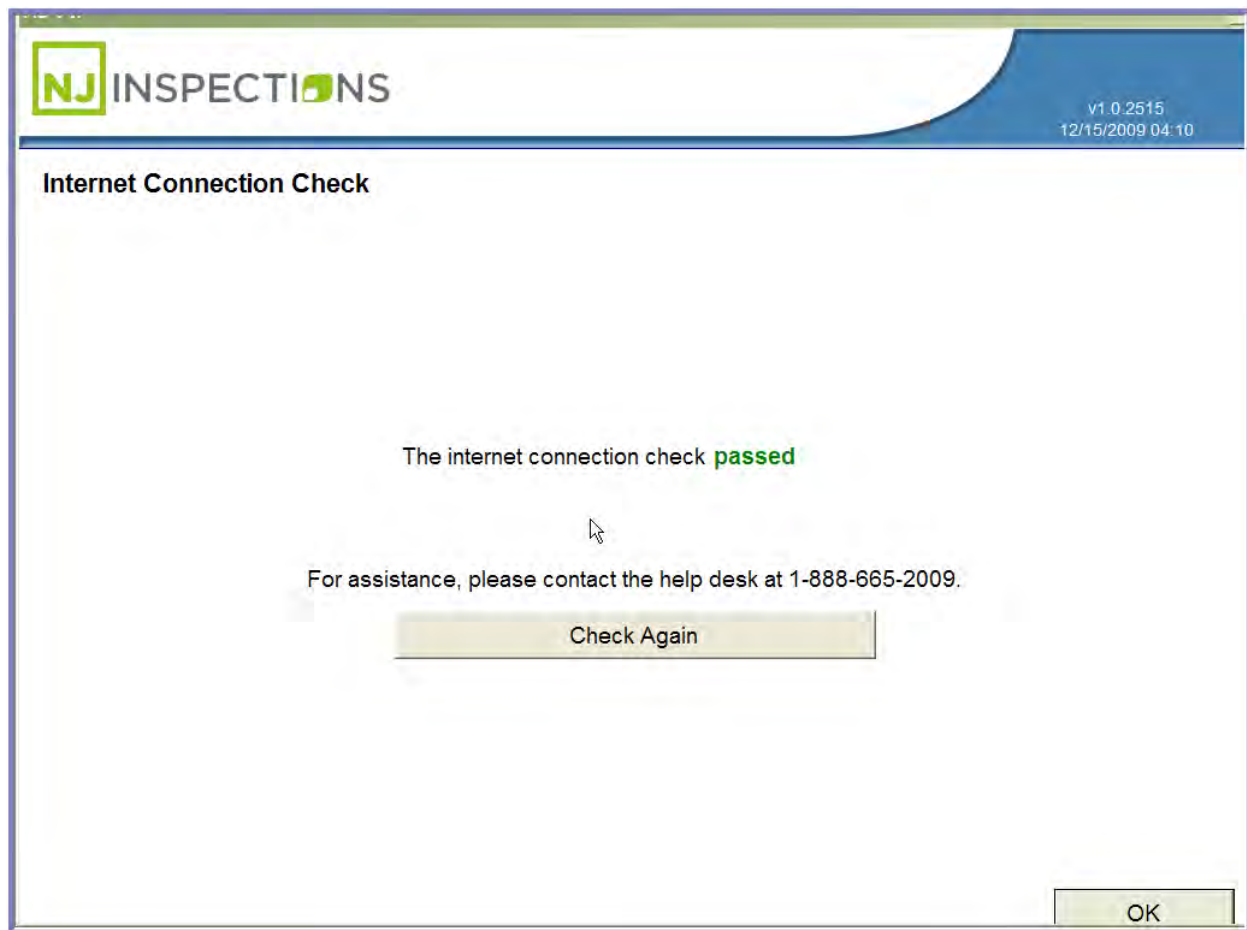 NJ INSPECTIONS
v1.0.2515
12/15/2009 04:10
Internet Connection Check
The internet connection check passed
For assistance, please contact the help desk at 1-888-665-2009.
Check Again
OK